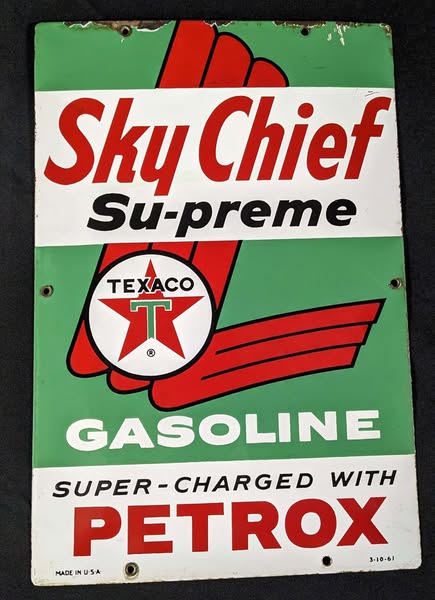 Sky Chief
Su-preme
TEXACO
T
®
GASOLINE
SUPER-CHARGED WITH
PETROX
MADE IN U.S.A. 3-10-61